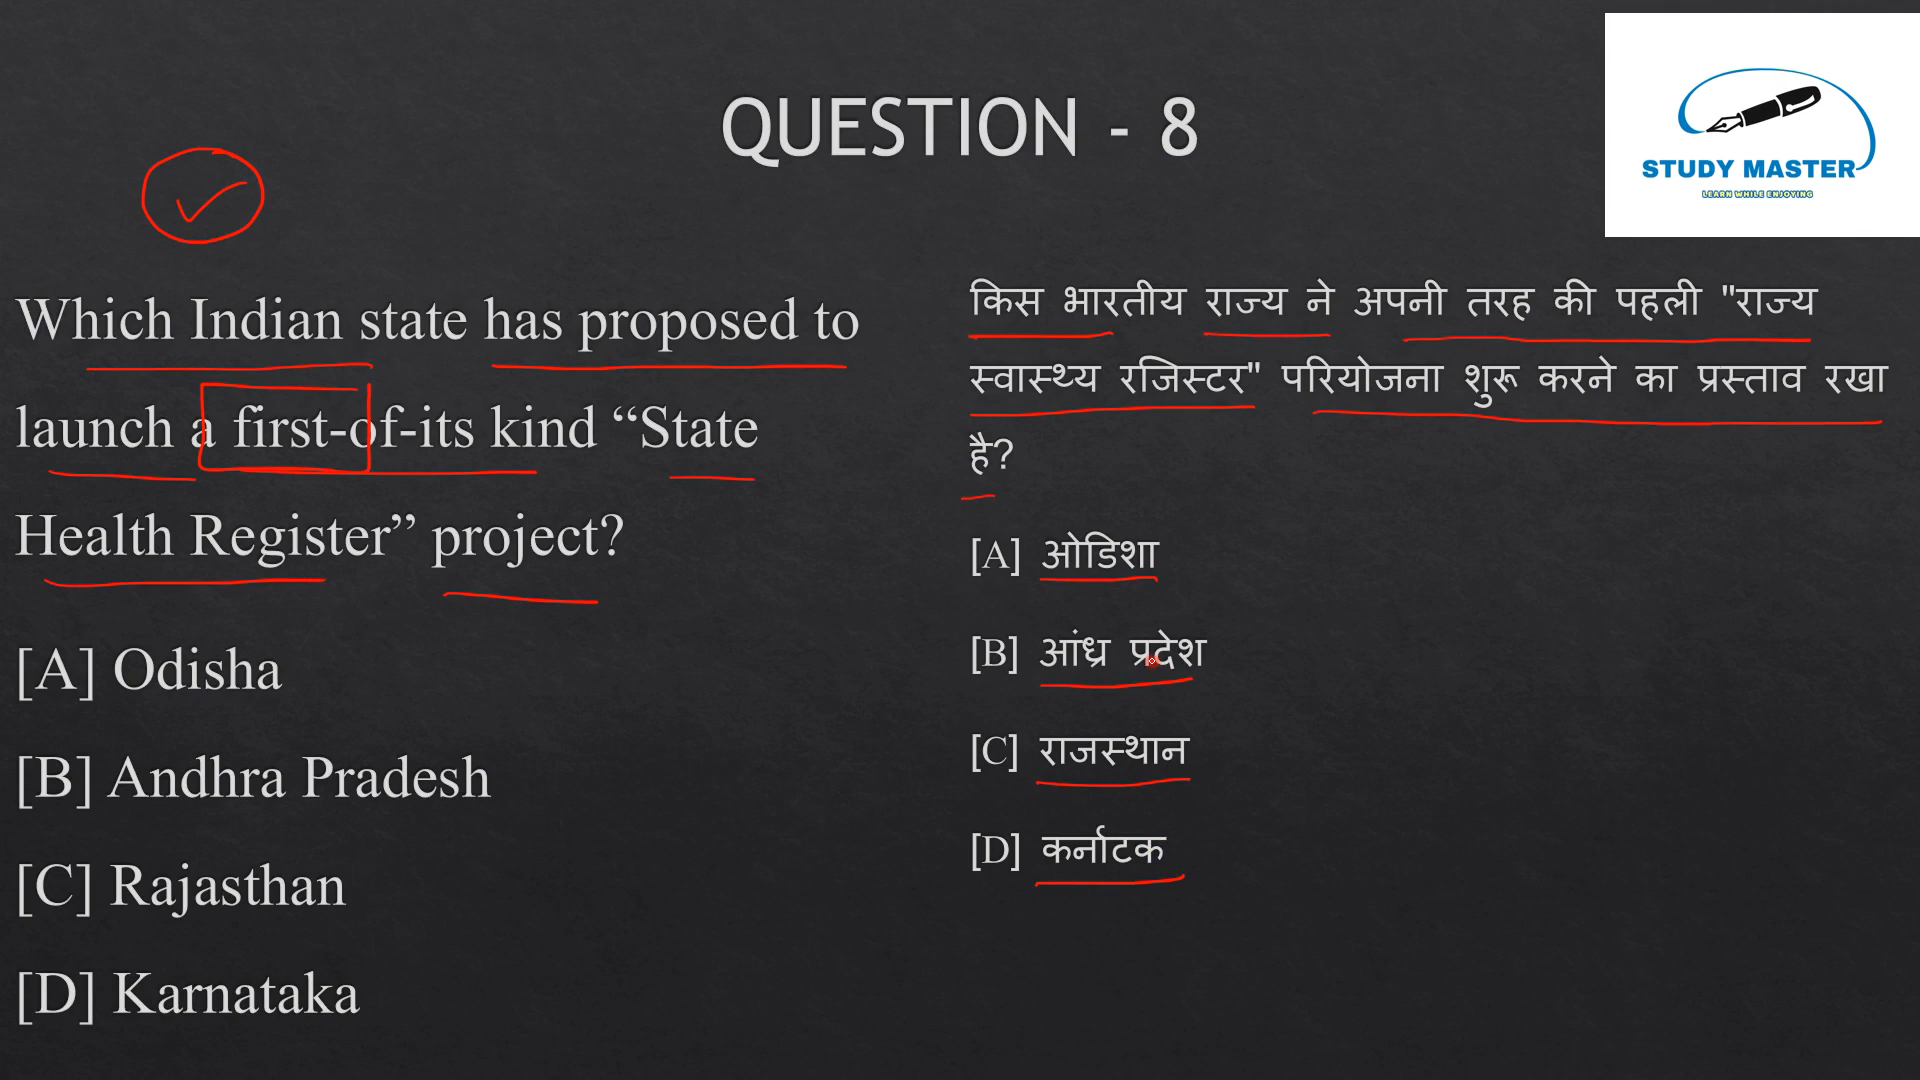 QUESTION - 8
STUDY MASTER
LEARN WHILE ENJOYING
Which Indian state has proposed to
launch a first-of-its kind “State
Health Register” project?
[A] Odisha
[B] Andhra Pradesh
[C] Rajasthan
[D] Karnataka
किस भारतीय राज्य ने अपनी तरह की पहली "राज्य
स्वास्थ्य रजिस्टर" परियोजना शुरू करने का प्रस्ताव रखा
है?
[A] ओडिशा
[B] आंध्र प्रदेश
[C] राजस्थान
[D] कर्नाटक